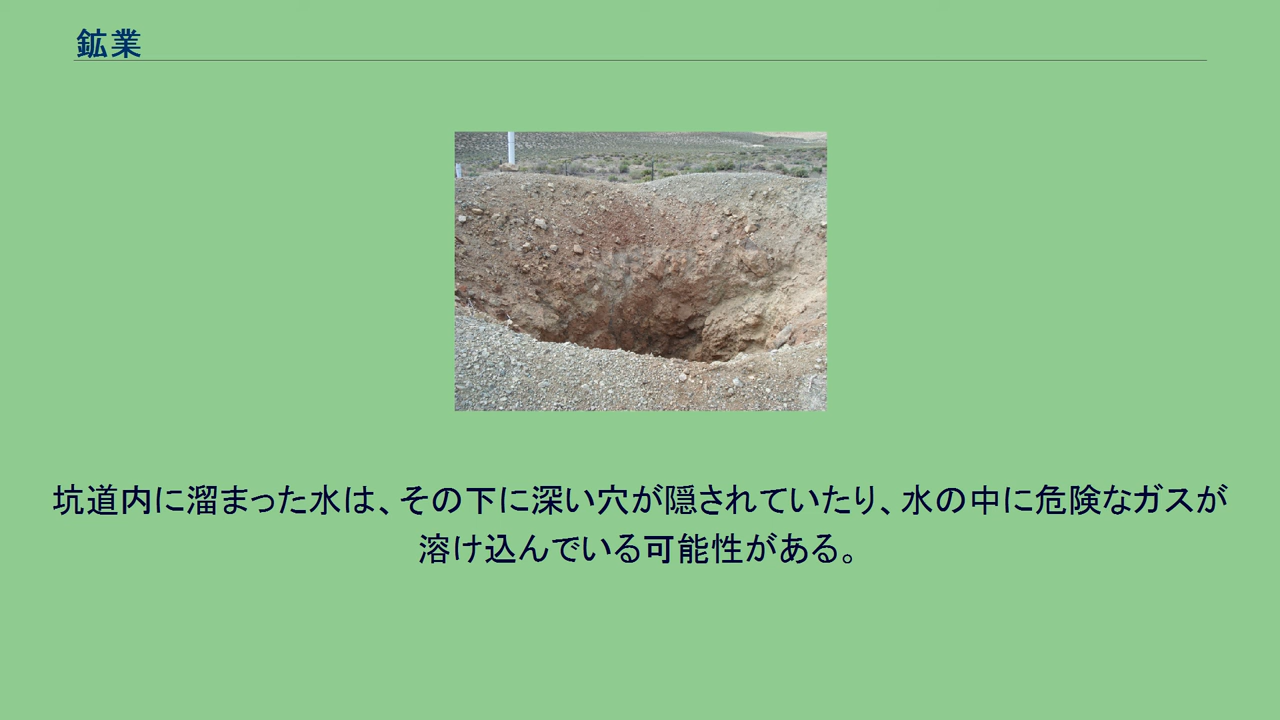 鉱業
坑道内に溜まった水は、その下に深い穴が隠されていたり、水の中に危険なガスが
溶け込んでいる可能性がある。